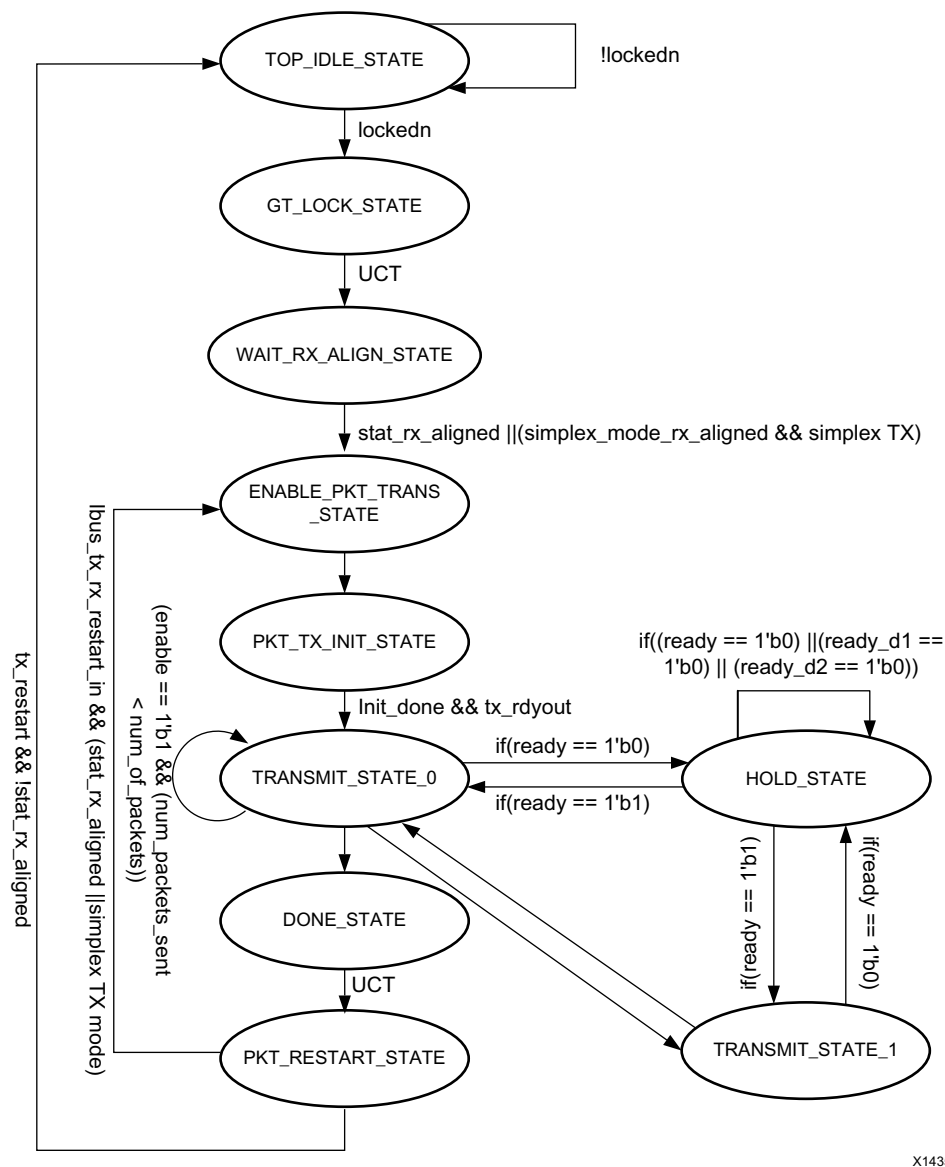 TOP_IDLE_STATE
!lockedn
lockedn
GT_LOCK_STATE
UCT
WAIT_RX_ALIGN_STATE
stat_rx_aligned ||(simplex_mode_rx_aligned && simplex TX)
ENABLE_PKT_TRANS
_STATE
PKT_TX_INIT_STATE
Init_done && tx_rdyout
if((ready == 1'b0) ||(ready_d1 ==
1'b0) || (ready_d2 == 1'b0))
TRANSMIT_STATE_0
if(ready == 1'b0)
if(ready == 1'b1)
HOLD_STATE
(enable == 1'b1 && (num_packets_sent
< num_of_packets))
lbus_tx_rx_restart_in && (stat_rx_aligned ||simplex TX mode)
tx_restart && !stat_rx_aligned
DONE_STATE
UCT
PKT_RESTART_STATE
if(ready == 1'b1)
if(ready == 1'b0)
TRANSMIT_STATE_1
X143